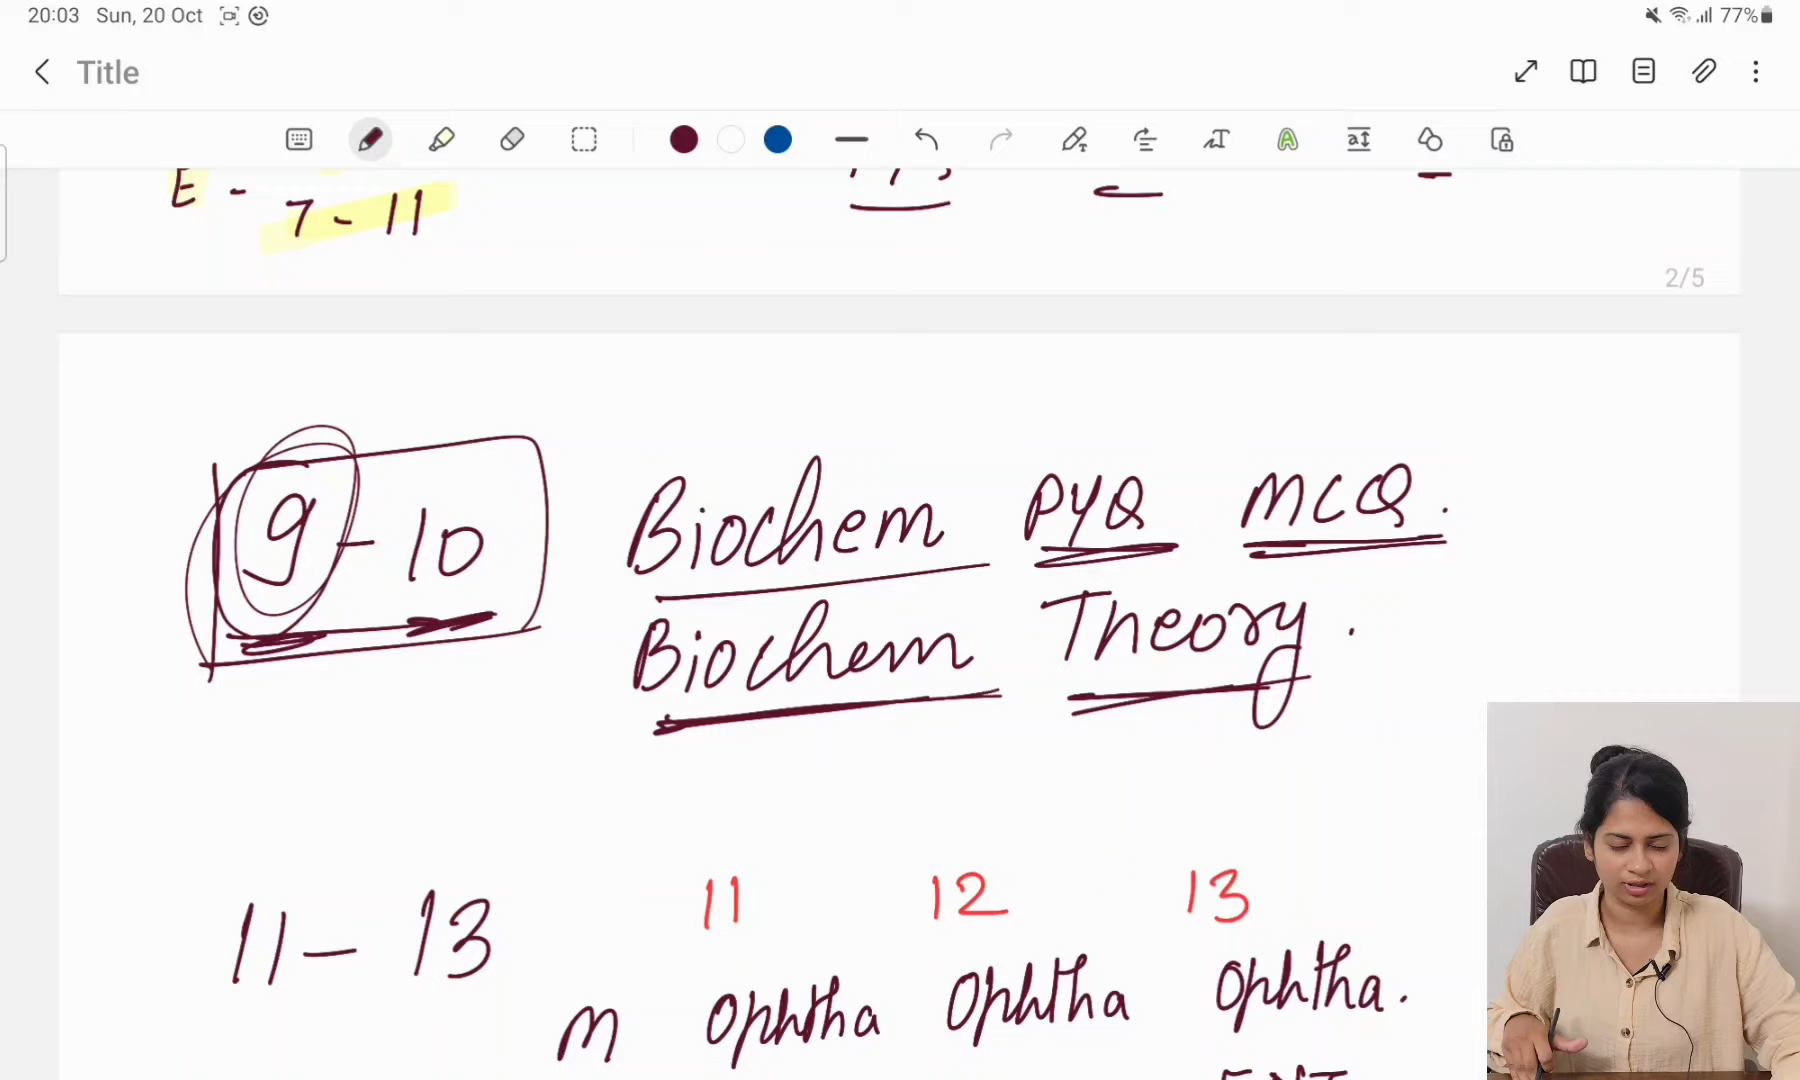 20:03 Sun, 20 Oct 77%
Title
E - 7 - 11
2/5
9 - 10 Biochem PYQ MCQ.
Biochem Theory.
11 12 13
11 - 13
M Ophtha Ophtha Ophtha.
ENT